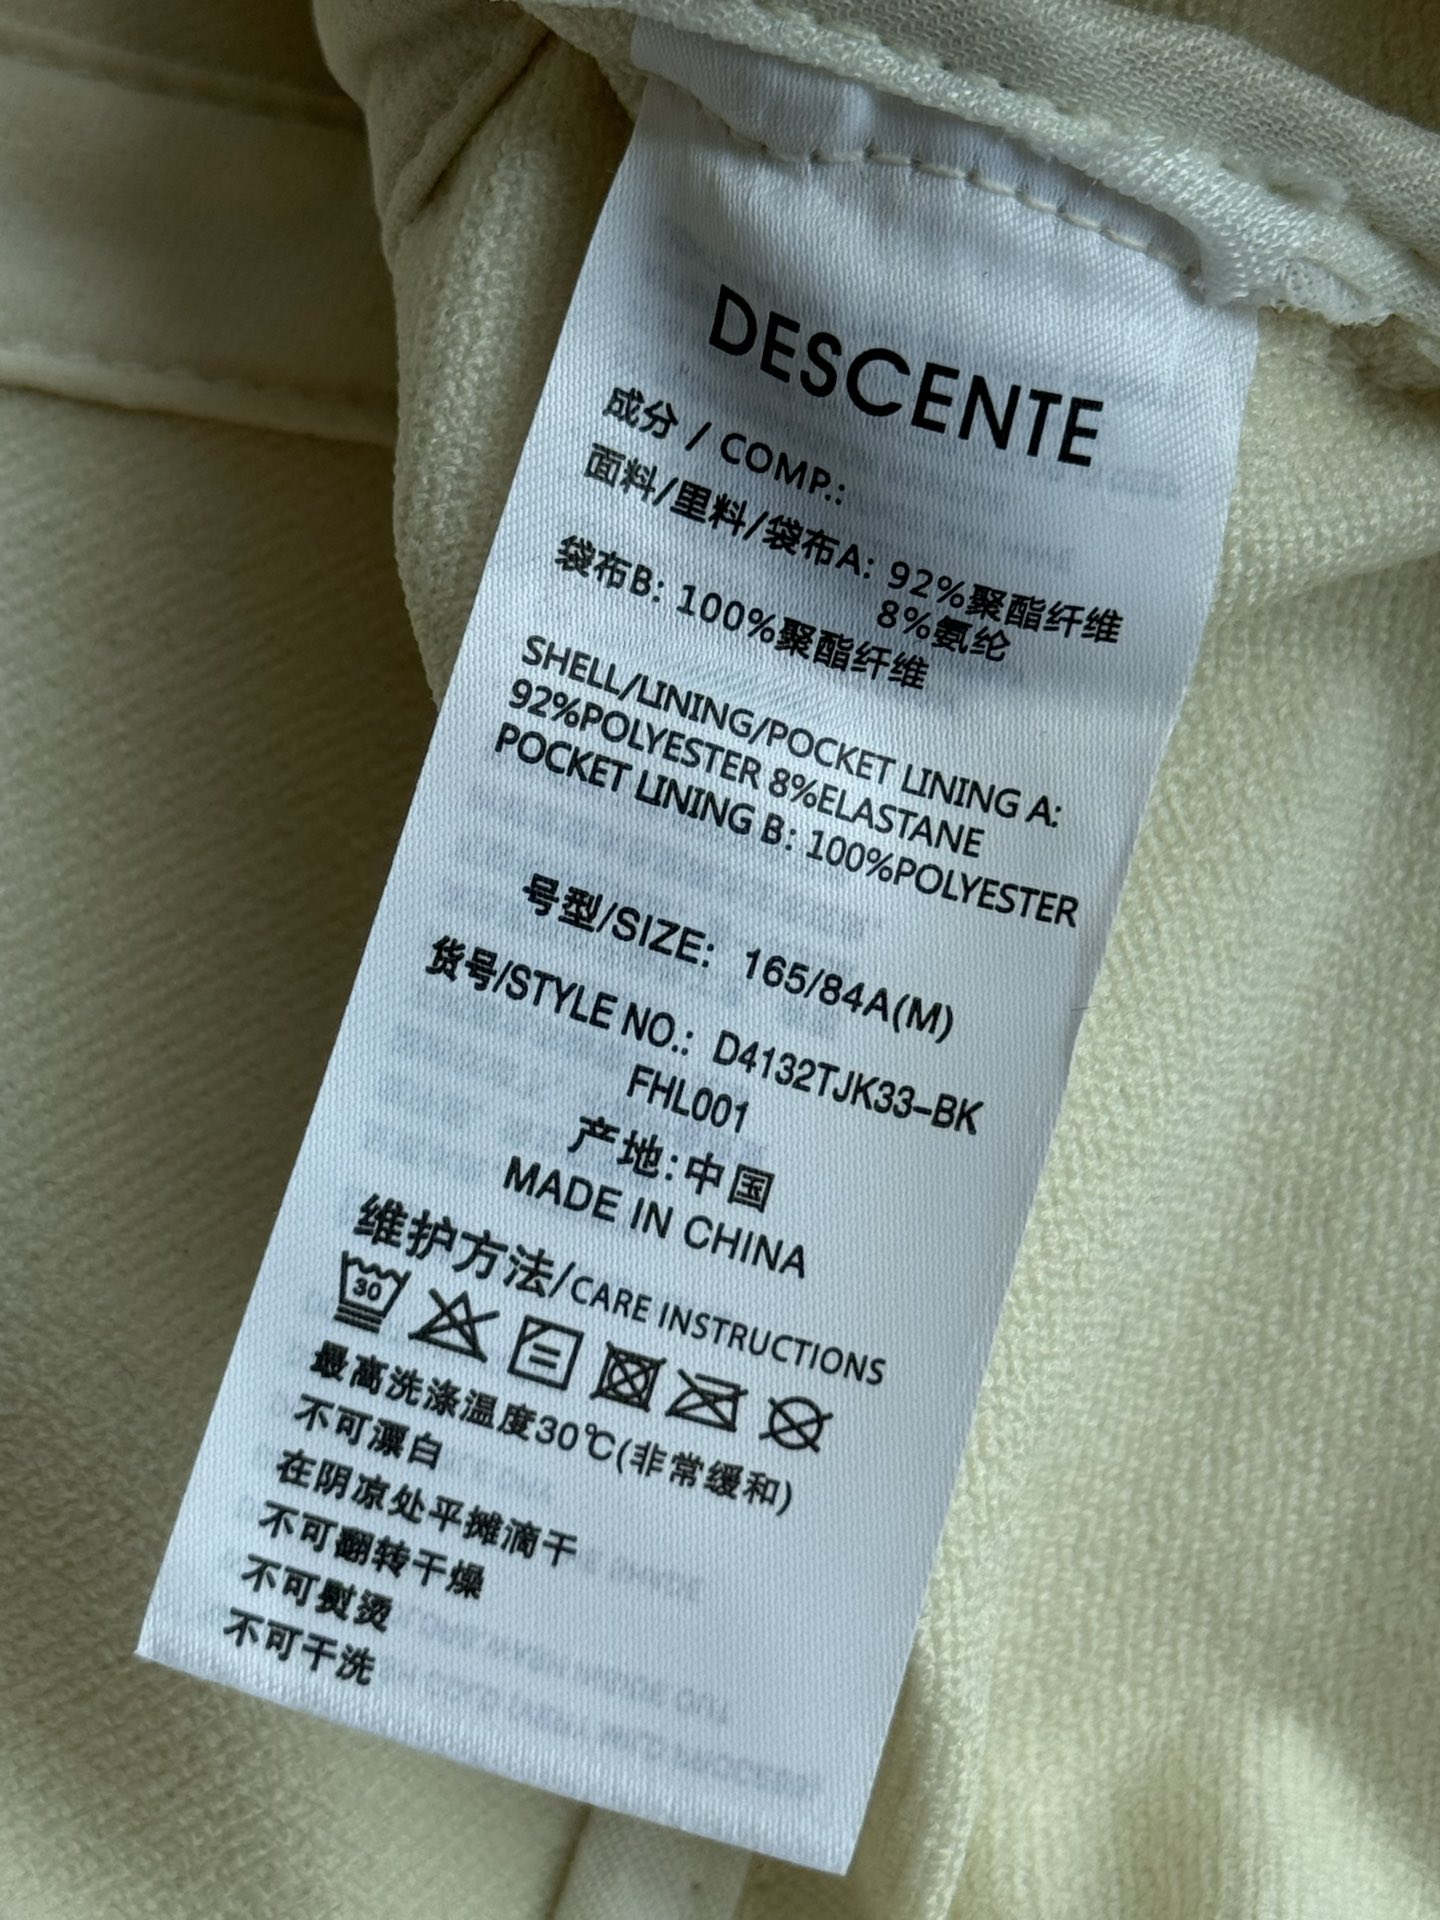 DESCENTE
成分 / COMP.:
面料/里料/袋布A: 92%聚酯纤维
8%氨纶
袋布B: 100%聚酯纤维
SHELL/LINING/POCKET LINING A:
92%POLYESTER 8%ELASTANE
POCKET LINING B: 100%POLYESTER
号型/SIZE: 165/84A(M)
货号/STYLE NO.: D4132TJK33-BK
FHL001
产地:中国
MADE IN CHINA
维护方法/CARE INSTRUCTIONS
30
最高洗涤温度30℃(非常缓和)
不可漂白
在阴凉处平摊滴干
不可翻转干燥
不可熨烫
不可干洗